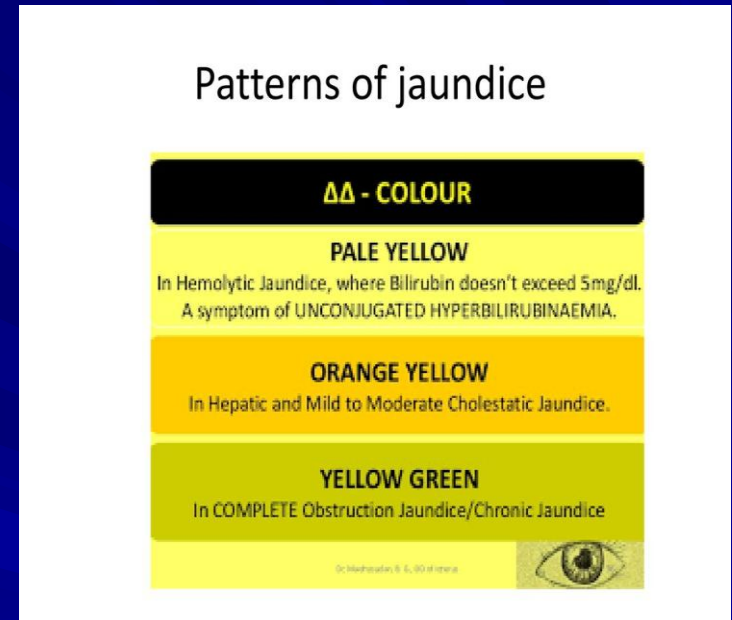 Patterns of jaundice
ΔΔ - COLOUR
PALE YELLOW
In Hemolytic Jaundice, where Bilirubin doesn't exceed 5mg/dl.
A symptom of UNCONJUGATED HYPERBILIRUBINAEMIA.
ORANGE YELLOW
In Hepatic and Mild to Moderate Cholestatic Jaundice.
YELLOW GREEN
In COMPLETE Obstruction Jaundice/Chronic Jaundice